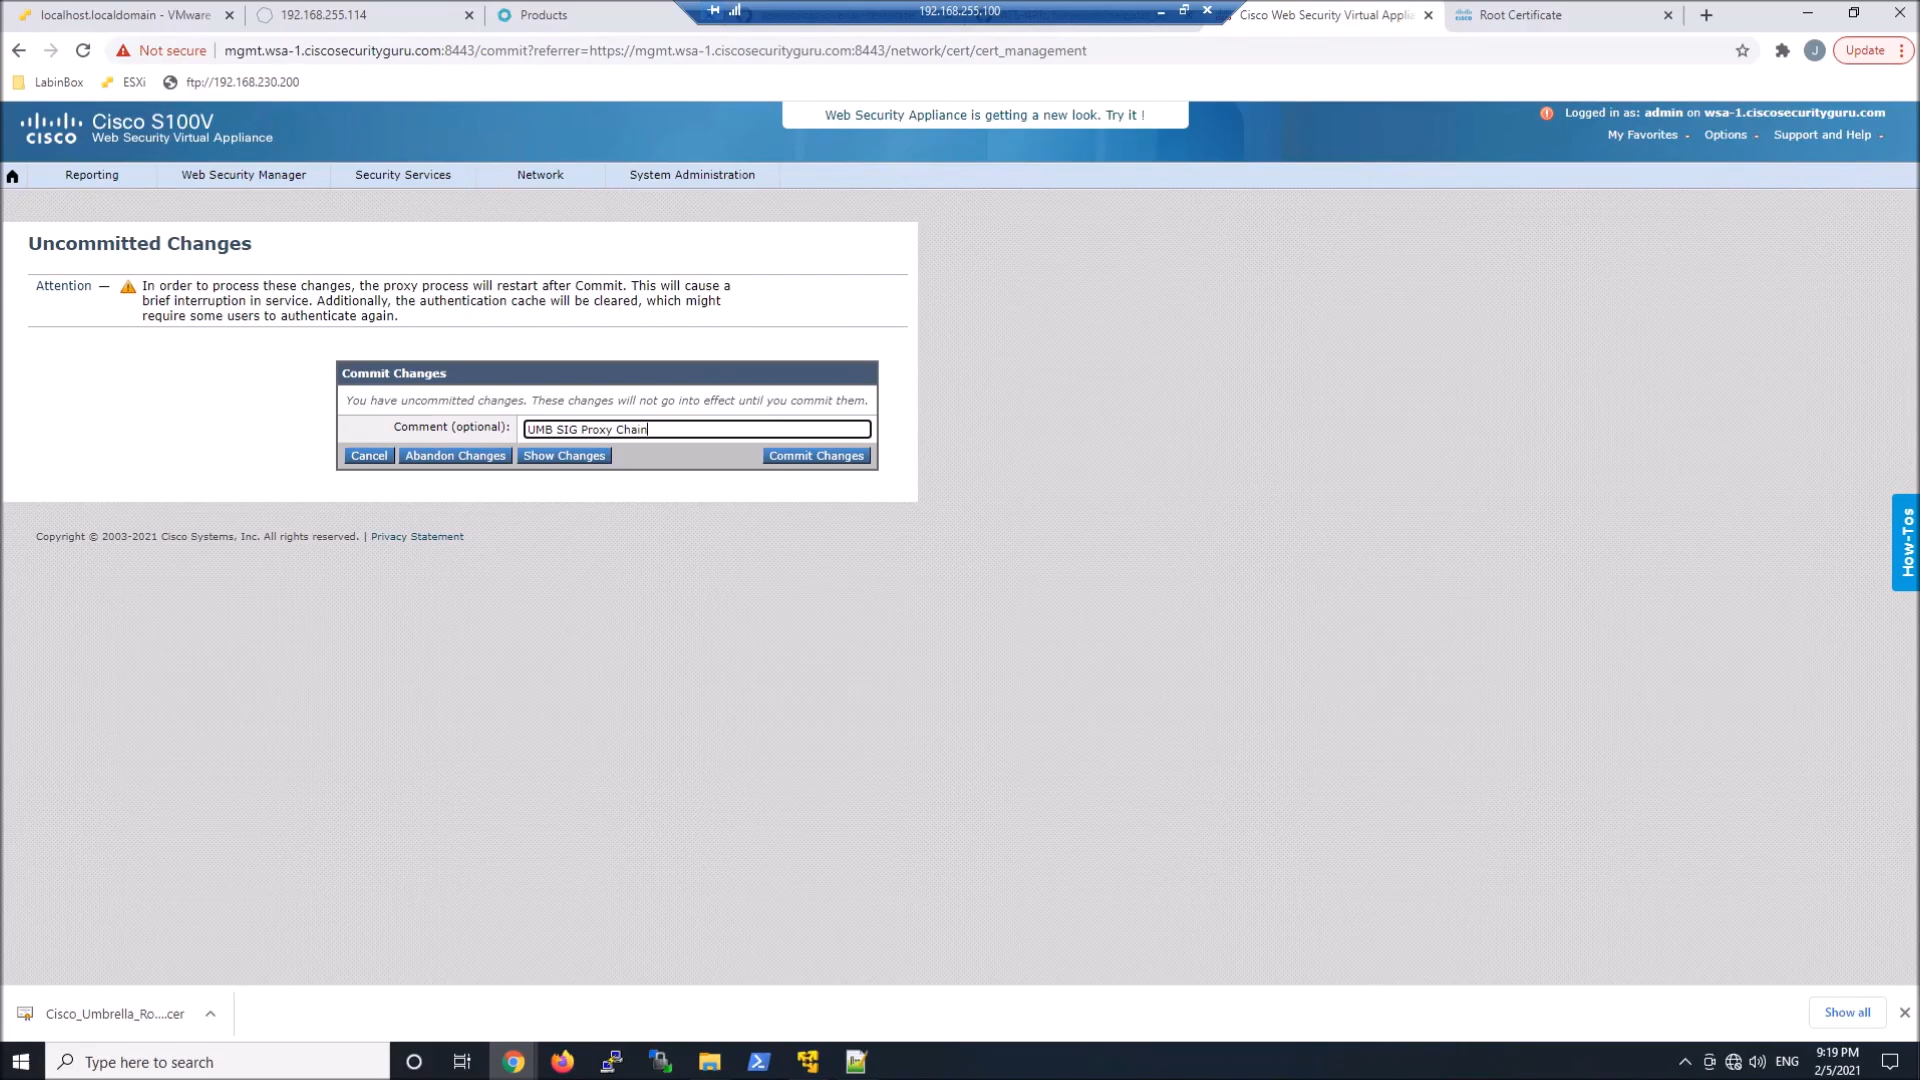 localhost.localdomain - VMware
192.168.255.114
Products
192.168.255.100
Cisco Web Security Virtual Applia
Root Certificate
Not secure
mgmt.wsa-1.ciscosecurityguru.com:8443/commit?referrer=https://mgmt.wsa-1.ciscosecurityguru.com:8443/network/cert/cert_management
J
Update
LabinBox
ESXi
ftp://192.168.230.200
cisco
Cisco S100V
Web Security Virtual Appliance
Web Security Appliance is getting a new look. Try it !
Logged in as: admin on wsa-1.ciscosecurityguru.com
My Favorites
Options
Support and Help
Reporting
Web Security Manager
Security Services
Network
System Administration
Uncommitted Changes
Attention — In order to process these changes, the proxy process will restart after Commit. This will cause a
brief interruption in service. Additionally, the authentication cache will be cleared, which might
require some users to authenticate again.
Commit Changes
You have uncommitted changes. These changes will not go into effect until you commit them.
Comment (optional): UMB SIG Proxy Chain
Cancel
Abandon Changes
Show Changes
Commit Changes
How-Tos
Copyright © 2003-2021 Cisco Systems, Inc. All rights reserved. | Privacy Statement
Cisco_Umbrella_Ro....cer
Show all
Type here to search
ENG
9:19 PM
2/5/2021